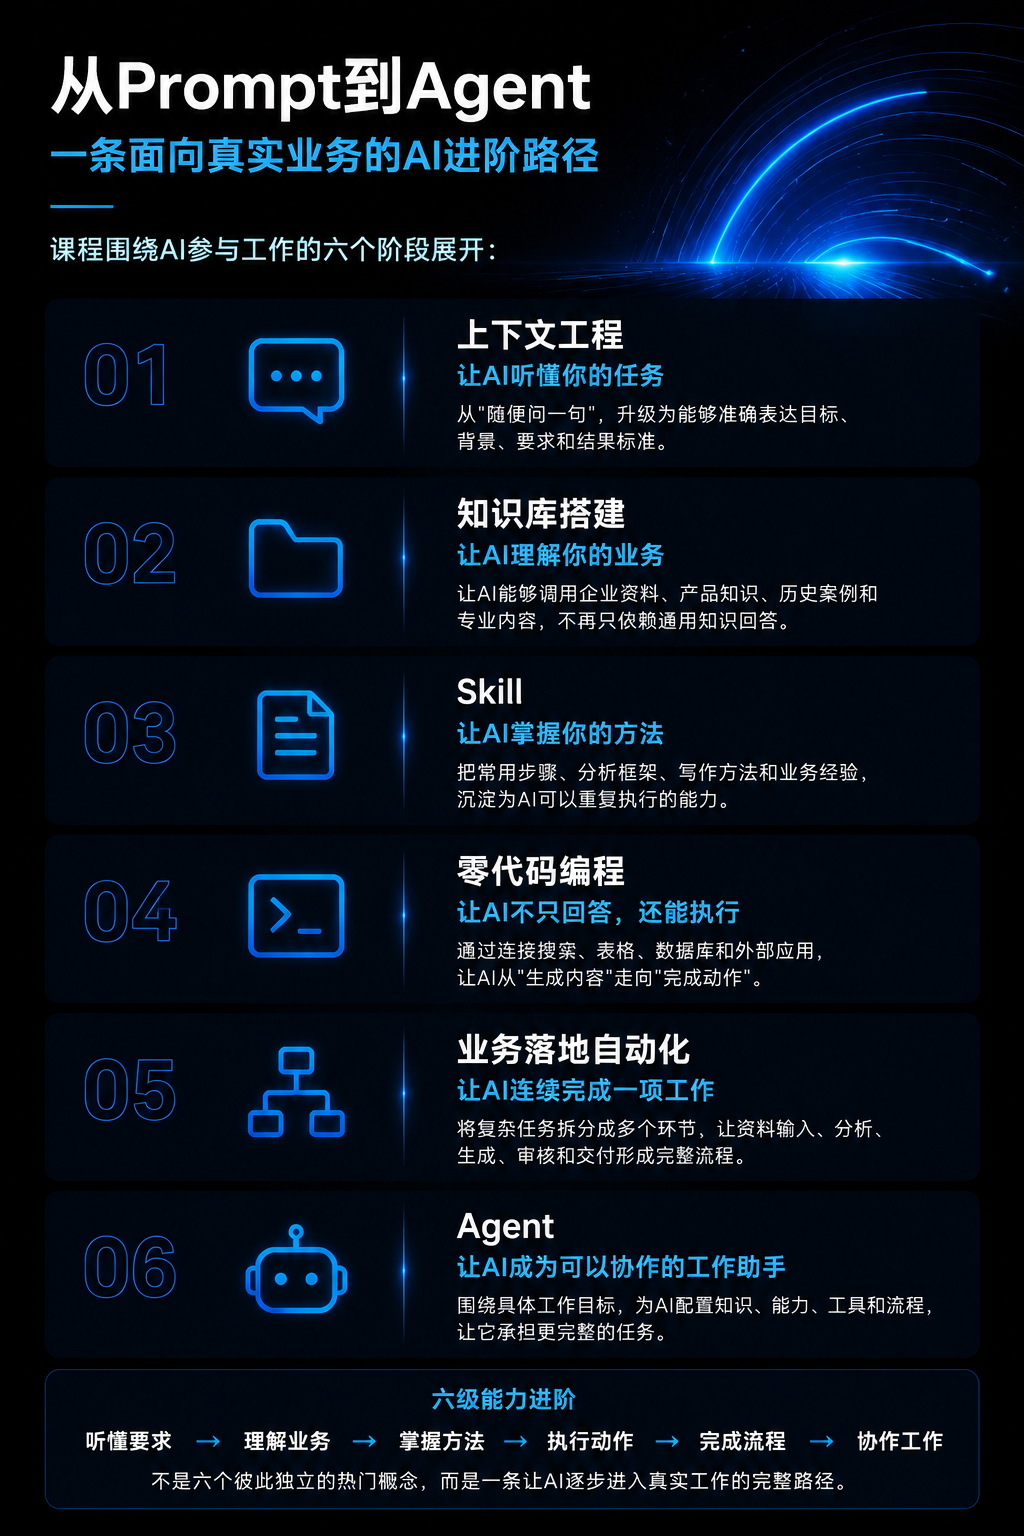 从Prompt到Agent
一条面向真实业务的AI进阶路径
课程围绕AI参与工作的六个阶段展开：
01
上下文工程
让AI听懂你的任务
从"随便问一句"，升级为能够准确表达目标、
背景、要求和结果标准。
02
知识库搭建
让AI理解你的业务
让AI能够调用企业资料、产品知识、历史案例和
专业内容，不再只依赖通用知识回答。
03
Skill
让AI掌握你的方法
把常用步骤、分析框架、写作方法和业务经验，
沉淀为AI可以重复执行的能力。
04
零代码编程
让AI不只回答，还能执行
通过连接搜索、表格、数据库和外部应用，
让AI从"生成内容"走向"完成动作"。
05
业务落地自动化
让AI连续完成一项工作
将复杂任务拆分成多个环节，让资料输入、分析、
生成、审核和交付形成完整流程。
06
Agent
让AI成为可以协作的工作助手
围绕具体工作目标，为AI配置知识、能力、工具和流程，
让它承担更完整的任务。
六级能力进阶
听懂要求 → 理解业务 → 掌握方法 → 执行动作 → 完成流程 → 协作工作
不是六个彼此独立的热门概念，而是一条让AI逐步进入真实工作的完整路径。